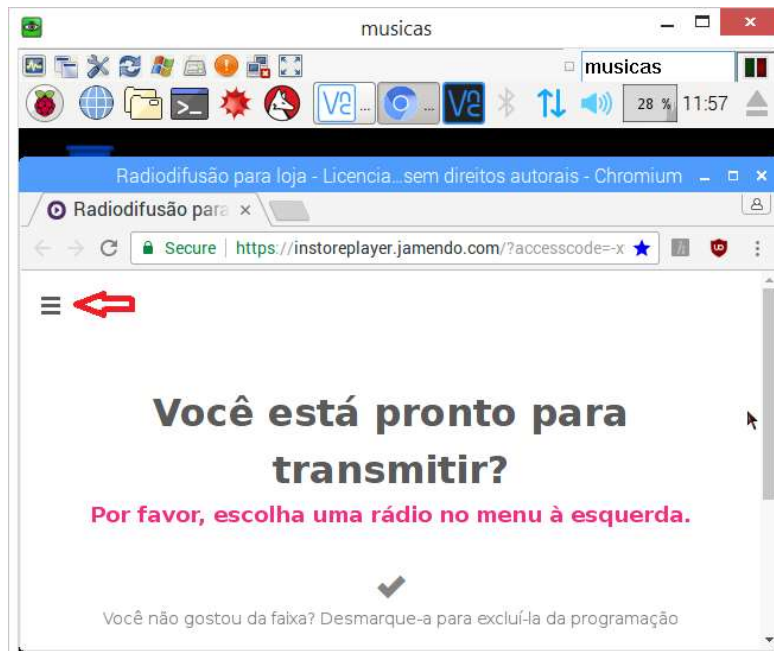 musicas
musicas
28 % 11:57
Radiodifusão para loja - Licencia...sem direitos autorais - Chromium
Radiodifusão para
Secure | https://instoreplayer.jamendo.com/?accesscode=-x
Você está pronto para
transmitir?
Por favor, escolha uma rádio no menu à esquerda.
Você não gostou da faixa? Desmarque-a para excluí-la da programação